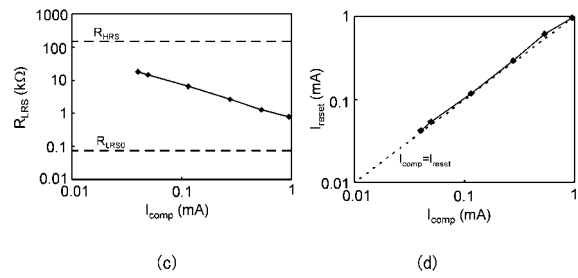 1000
100
10
1
0.1
0.01
R_LRS (kΩ)
R_HRS
R_LRS0
0.01
0.1
1
I_comp (mA)
(c)
1
0.1
0.01
I_reset (mA)
I_comp=I_reset
0.01
0.1
1
I_comp (mA)
(d)